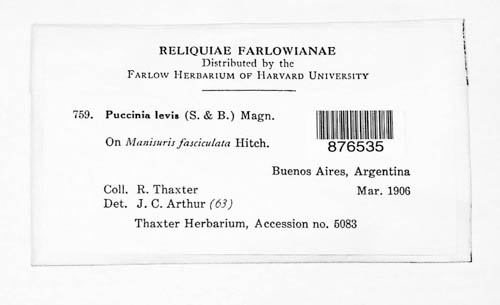 RELIQUIAE FARLOWIANAE
Distributed by the
FARLOW HERBARIUM OF HARVARD UNIVERSITY
759. Puccinia levis (S. & B.) Magn.
On Manisuris fasciculata Hitch.
876535
Buenos Aires, Argentina
Coll. R. Thaxter Mar. 1906
Det. J. C. Arthur (63)
Thaxter Herbarium, Accession no. 5083